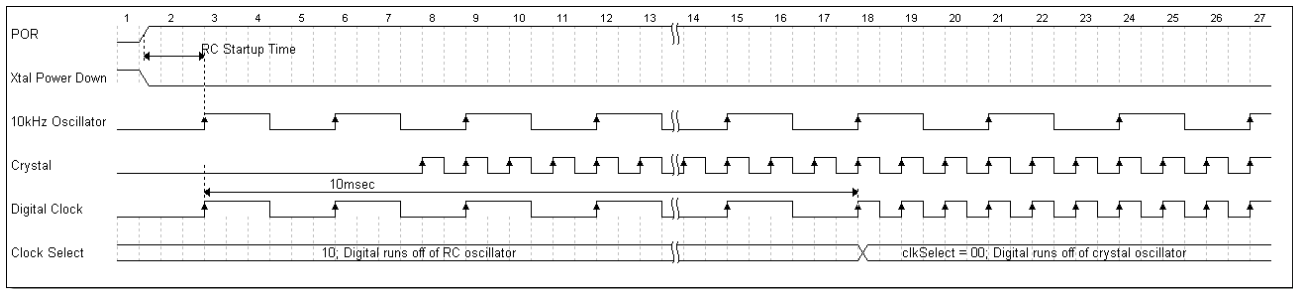 1 2 3 4 5 6 7 8 9 10 11 12 13 14 15 16 17 18 19 20 21 22 23 24 25 26 27
POR
RC Startup Time
Xtal Power Down
10kHz Oscillator
Crystal
10msec
Digital Clock
Clock Select 10; Digital runs off of RC oscillator clkSelect = 00; Digital runs off of crystal oscillator